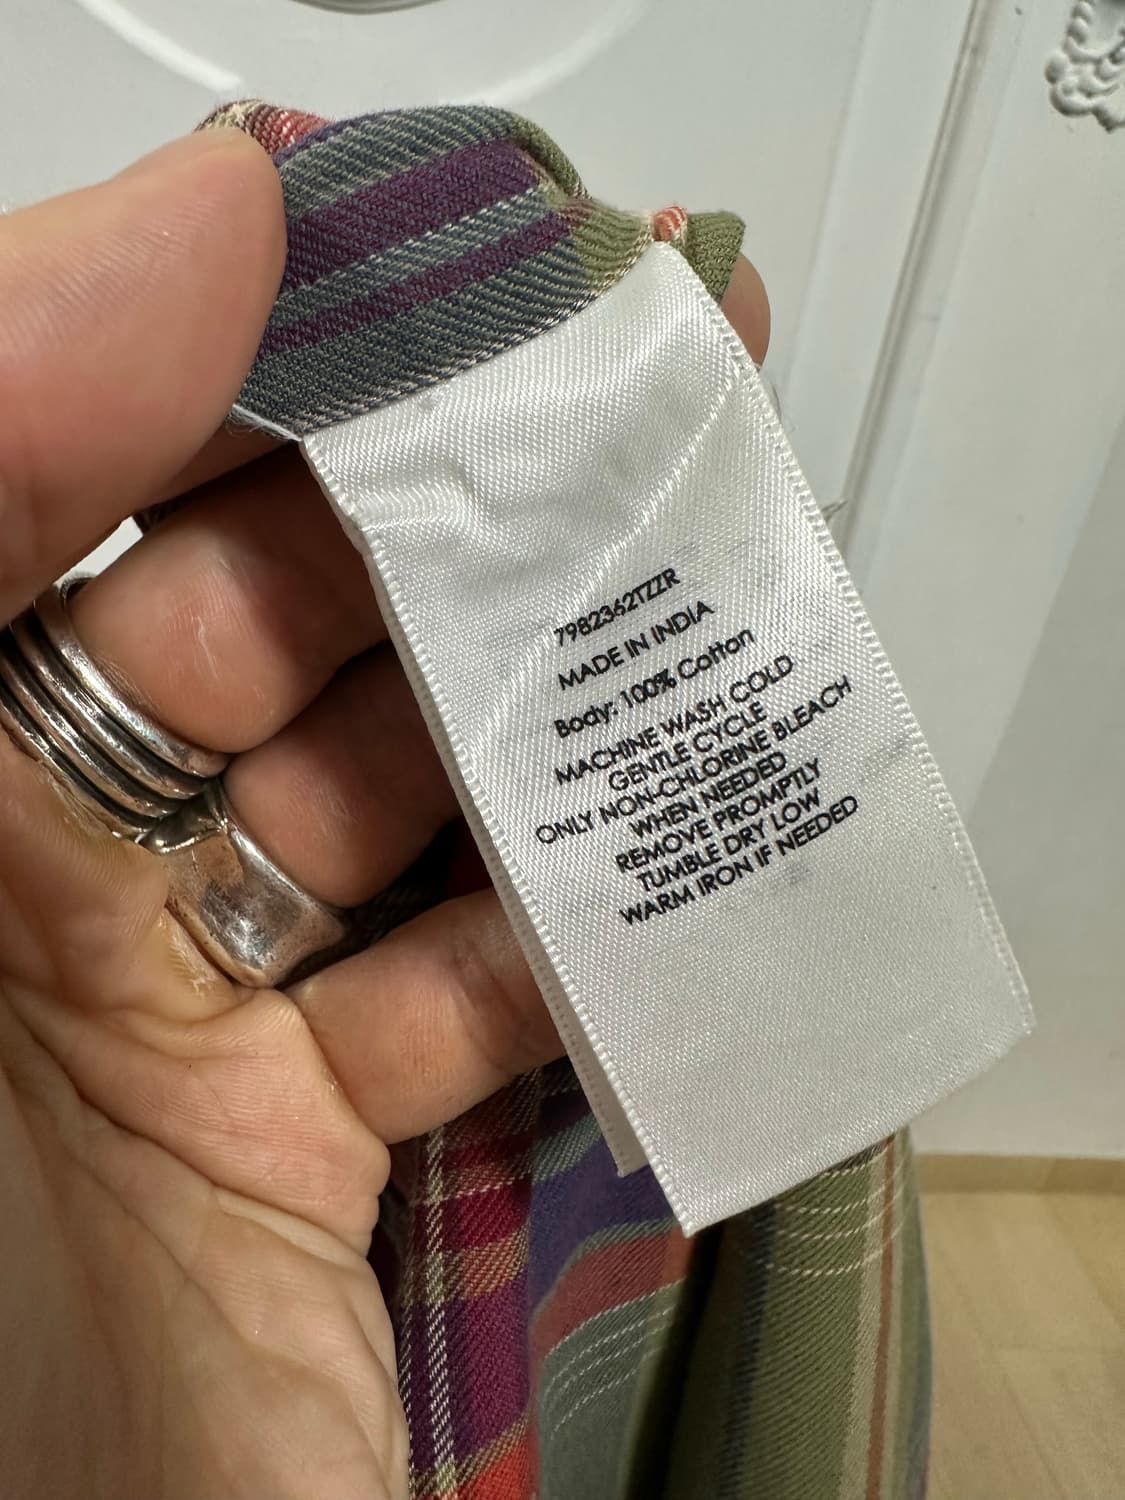 7982362TZZR
MADE IN INDIA
Body: 100% Cotton
MACHINE WASH COLD
GENTLE CYCLE
ONLY NON-CHLORINE BLEACH
WHEN NEEDED
REMOVE PROMPTLY
TUMBLE DRY LOW
WARM IRON IF NEEDED